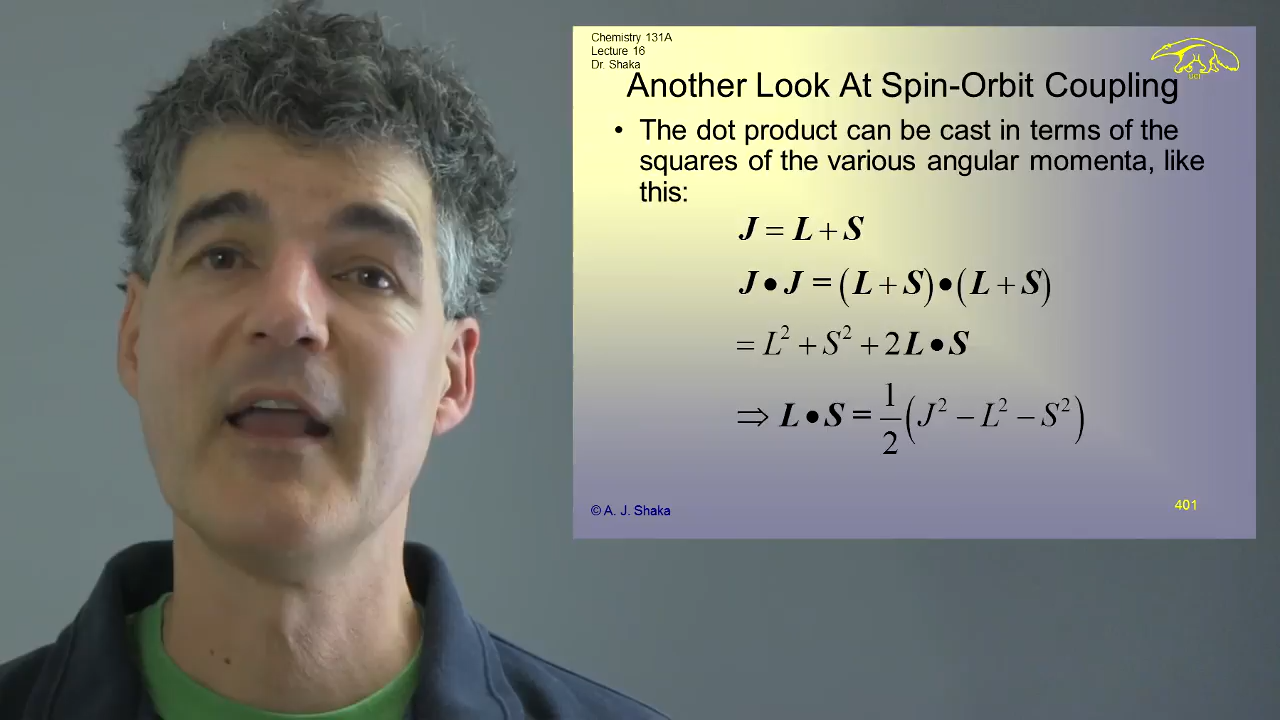 Chemistry 131A
Lecture 16
Dr. Shaka
UCI
Another Look At Spin-Orbit Coupling
• The dot product can be cast in terms of the
squares of the various angular momenta, like
this:
J = L + S
J • J = (L + S) • (L + S)
= L² + S² + 2L • S
⇒ L • S = 1/2 (J² − L² − S²)
© A. J. Shaka
401